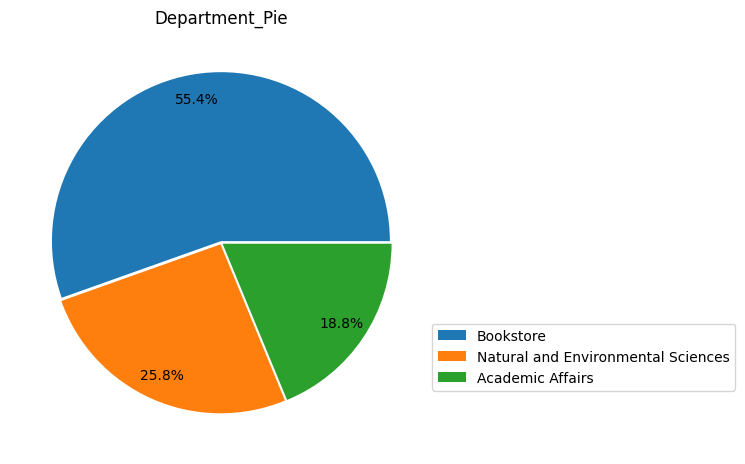 Department_Pie
55.4%
18.8%
25.8%
Bookstore
Natural and Environmental Sciences
Academic Affairs